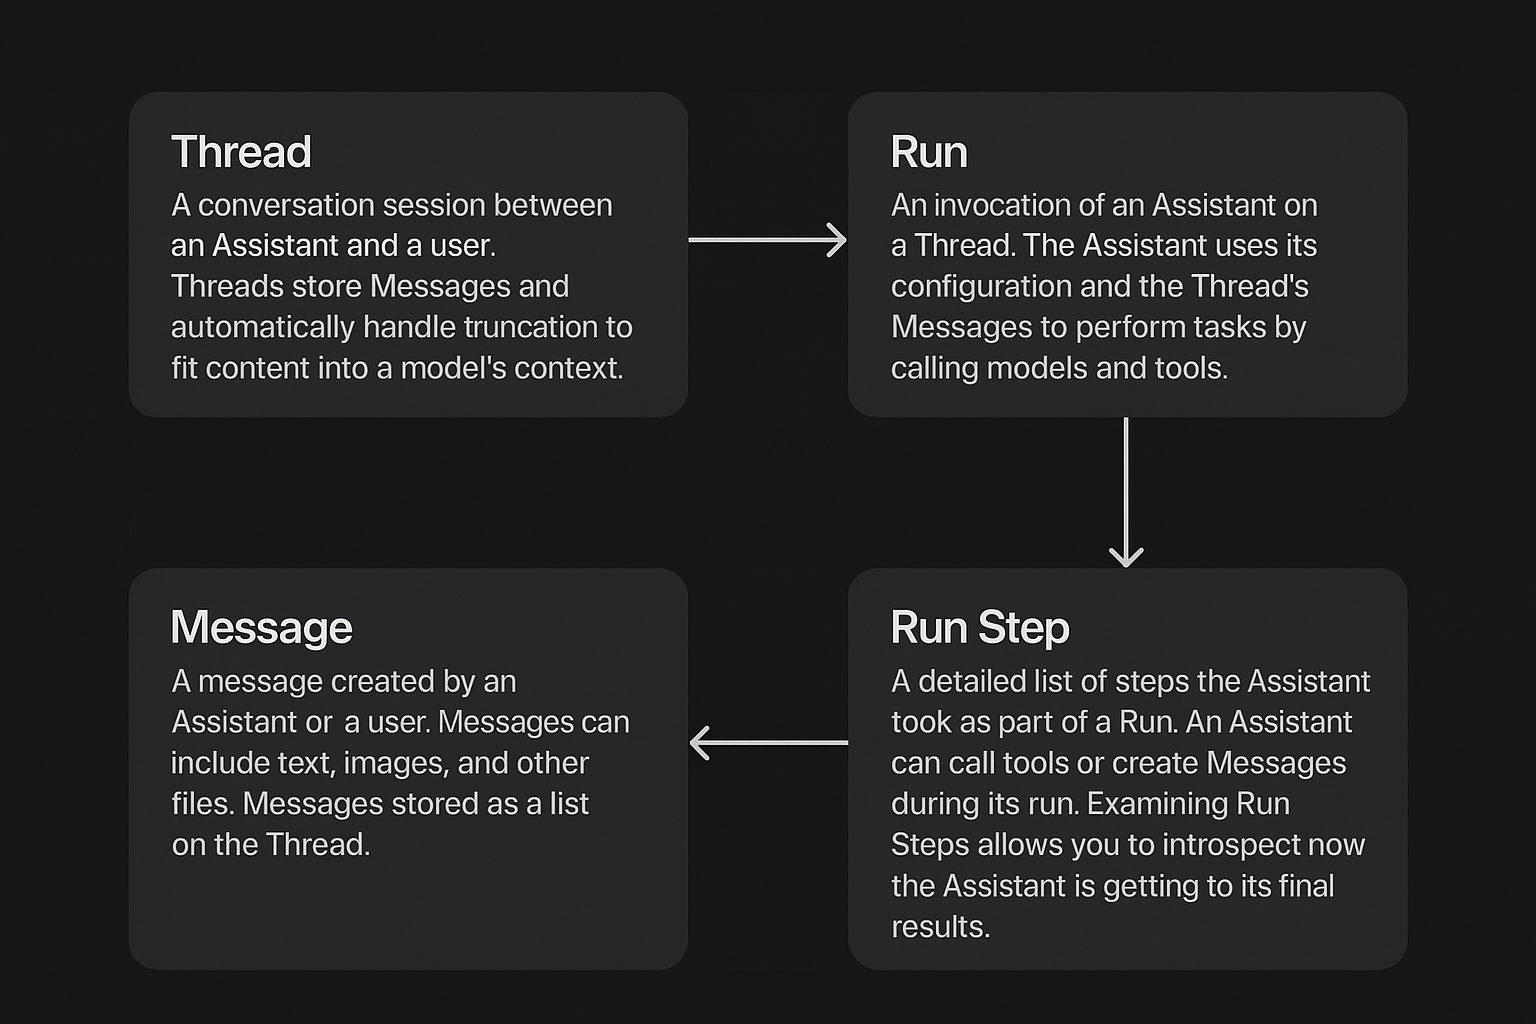 Thread
A conversation session between
an Assistant and a user.
Threads store Messages and
automatically handle truncation to
fit content into a model's context.
Run
An invocation of an Assistant on
a Thread. The Assistant uses its
configuration and the Thread's
Messages to perform tasks by
calling models and tools.
Message
A message created by an
Assistant or a user. Messages can
include text, images, and other
files. Messages stored as a list
on the Thread.
Run Step
A detailed list of steps the Assistant
took as part of a Run. An Assistant
can call tools or create Messages
during its run. Examining Run
Steps allows you to introspect now
the Assistant is getting to its final
results.